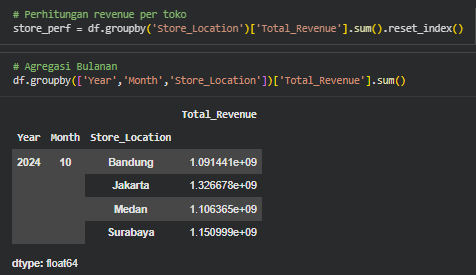 # Perhitungan revenue per toko
store_perf = df.groupby('Store_Location')['Total_Revenue'].sum().reset_index()
# Agregasi Bulanan
df.groupby(['Year','Month','Store_Location'])['Total_Revenue'].sum()
Total_Revenue
Year Month Store_Location
2024 10 Bandung 1.091441e+09
Jakarta 1.326678e+09
Medan 1.106365e+09
Surabaya 1.150999e+09
dtype: float64